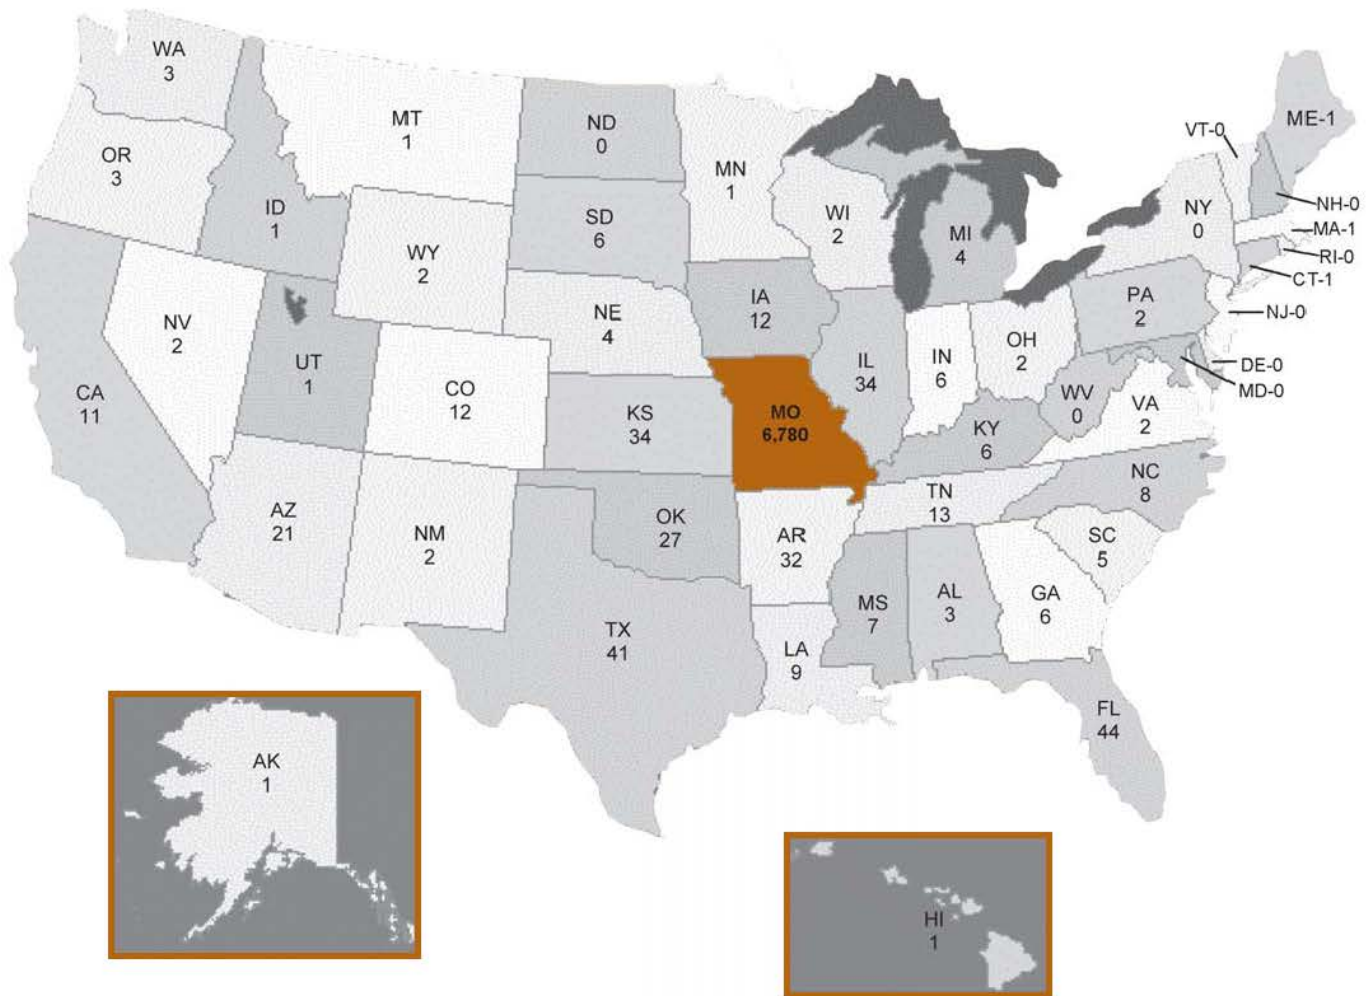 WA
3
MT
1
ND
0
MN
1
OR
3
ID
1
SD
6
WI
2
MI
4
WY
2
NY
0
VT-0
ME-1
NH-0
MA-1
RI-0
CT-1
NJ-0
DE-0
MD-0
PA
2
NV
2
UT
1
CO
12
NE
4
IA
12
IL
34
IN
6
OH
2
WV
0
VA
2
CA
11
KS
34
MO
6,780
KY
6
NC
8
AZ
21
NM
2
OK
27
AR
32
TN
13
SC
5
TX
41
LA
9
MS
7
AL
3
GA
6
FL
44
AK
1
HI
1